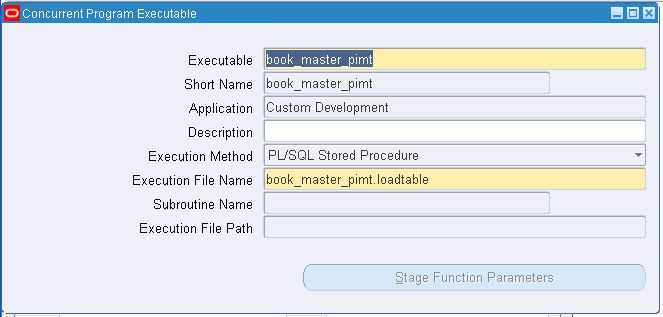 Concurrent Program Executable
Executable book_master_pimt
Short Name book_master_pimt
Application Custom Development
Description
Execution Method PL/SQL Stored Procedure
Execution File Name book_master_pimt.loadtable
Subroutine Name
Execution File Path
Stage Function Parameters